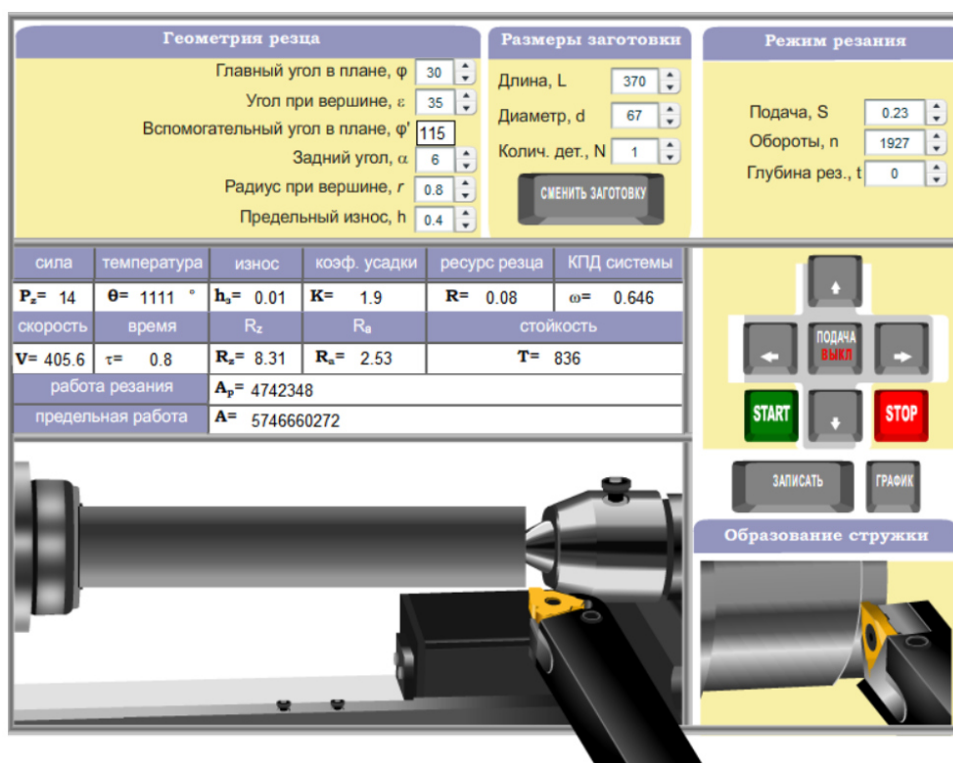 Геометрия резца
Главный угол в плане, φ 30
Угол при вершине, ε 35
Вспомогательный угол в плане, φ' 115
Задний угол, α 6
Радиус при вершине, r 0.8
Предельный износ, h 0.4
Размеры заготовки
Длина, L 370
Диаметр, d 67
Колич. дет., N 1
СМЕНИТЬ ЗАГОТОВКУ
Режим резания
Подача, S 0.23
Обороты, n 1927
Глубина рез., t 0
сила температура износ коэф. усадки ресурс резца КПД системы
Pz= 14 θ= 1111 ° hз= 0.01 K= 1.9 R= 0.08 ω= 0.646
скорость время Rz Ra стойкость
V= 405.6 τ= 0.8 Rz= 8.31 Ra= 2.53 T= 836
работа резания Ap= 4742348
предельная работа A= 5746660272
ПОДАЧА
ВЫКЛ
START
STOP
ЗАПИСАТЬ
ГРАФИК
Образование стружки